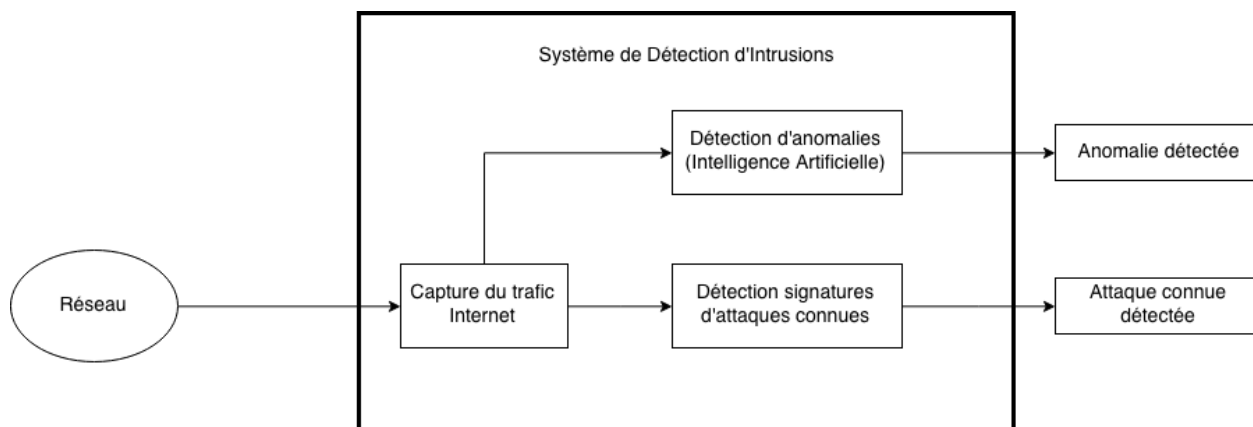 Système de Détection d'Intrusions
Détection d'anomalies
(Intelligence Artificielle)
Anomalie détectée
Réseau
Capture du trafic
Internet
Détection signatures
d'attaques connues
Attaque connue
détectée